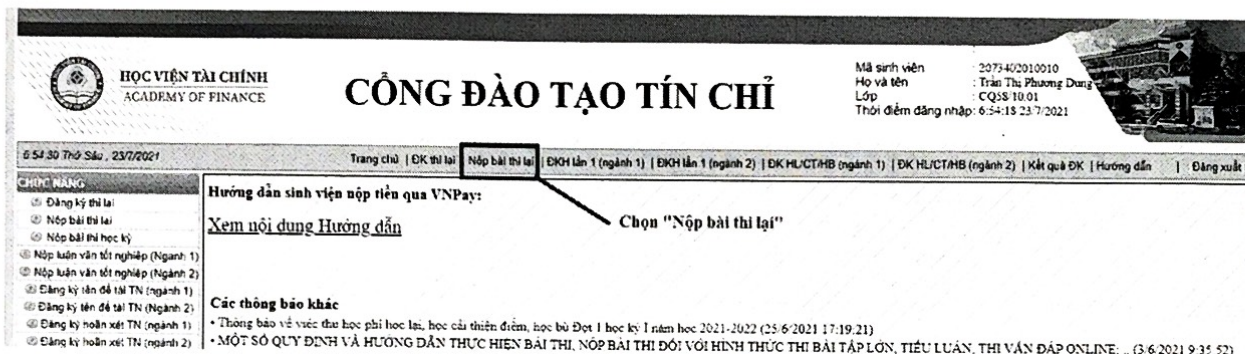 HỌC VIỆN TÀI CHÍNH
ACADEMY OF FINANCE
CỔNG ĐÀO TẠO TÍN CHỈ
Mã sinh viên : 2073402010010
Họ và tên : Trần Thị Phương Dung
Lớp : CQ58/10.01
Thời điểm đăng nhập: 6:54:18 23/7/2021
6:54:30 Thứ Sáu , 23/7/2021
Trang chủ | ĐK thi lại | Nộp bài thi lại | ĐKH lần 1 (ngành 1) | ĐKH lần 1 (ngành 2) | ĐK HL/CT/HB (ngành 1) | ĐK HL/CT/HB (ngành 2) | Kết quả ĐK | Hướng dẫn | Đăng xuất
CHỨC NĂNG
Đăng ký thi lại
Nộp bài thi lại
Nộp bài thi học kỳ
Nộp luận văn tốt nghiệp (Ngành 1)
Nộp luận văn tốt nghiệp (Ngành 2)
Đăng ký tên đề tài TN (ngành 1)
Đăng ký tên đề tài TN (Ngành 2)
Đăng ký hoãn xét TN (ngành 1)
Đăng ký hoãn xét TN (ngành 2)
Hướng dẫn sinh viên nộp tiền qua VNPay:
Xem nội dung Hướng dẫn
Chọn "Nộp bài thi lại"
Các thông báo khác
• Thông báo về việc thu học phí học lại, học cải thiện điểm, học bù Đợt 1 học kỳ I năm học 2021-2022 (25/6/2021 17:19:21)
• MỘT SỐ QUY ĐỊNH VÀ HƯỚNG DẪN THỰC HIỆN BÀI THI, NỘP BÀI THI ĐỐI VỚI HÌNH THỨC THI BÀI TẬP LỚN, TIỂU LUẬN, THI VẤN ĐÁP ONLINE; .. (3/6/2021 9:35:52)